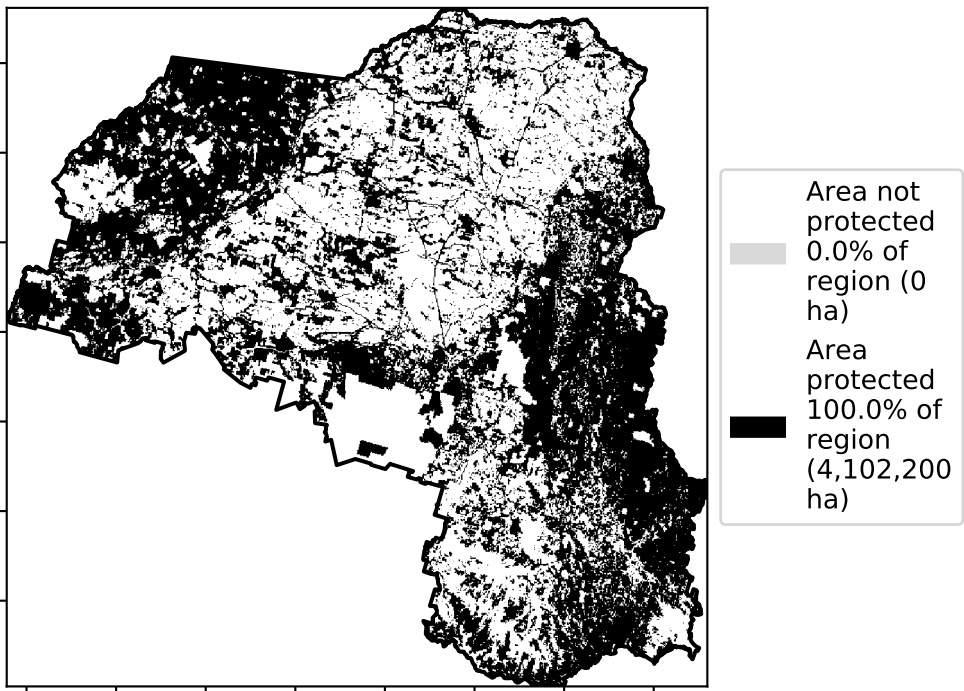 Area not
protected
0.0% of
region (0
ha)
Area
protected
100.0% of
region
(4,102,200
ha)